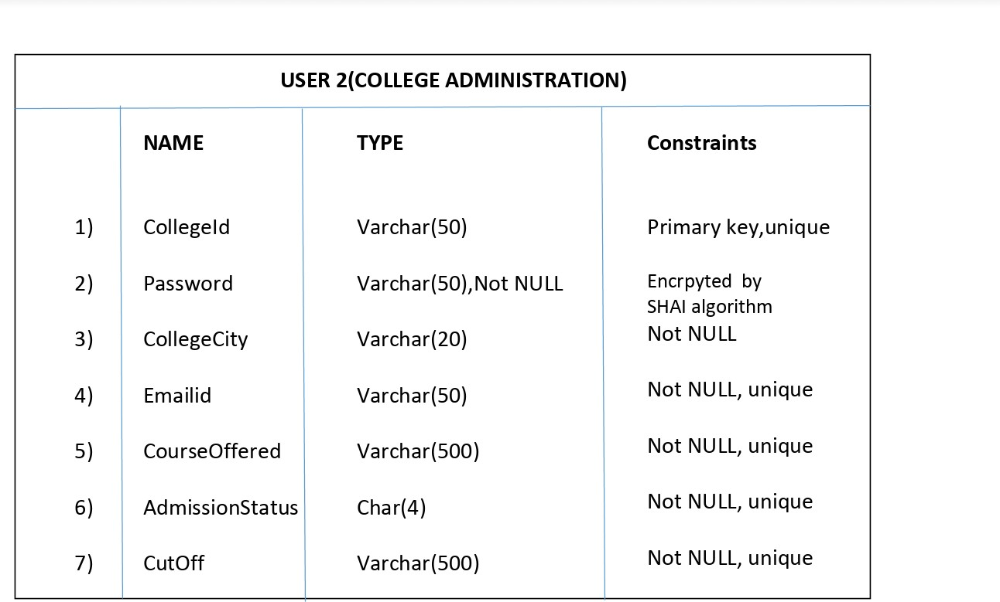 USER 2(COLLEGE ADMINISTRATION)
NAME TYPE Constraints
1) CollegeId Varchar(50) Primary key,unique
2) Password Varchar(50),Not NULL Encrpyted by
SHAI algorithm
3) CollegeCity Varchar(20) Not NULL
4) Emailid Varchar(50) Not NULL, unique
5) CourseOffered Varchar(500) Not NULL, unique
6) AdmissionStatus Char(4) Not NULL, unique
7) CutOff Varchar(500) Not NULL, unique